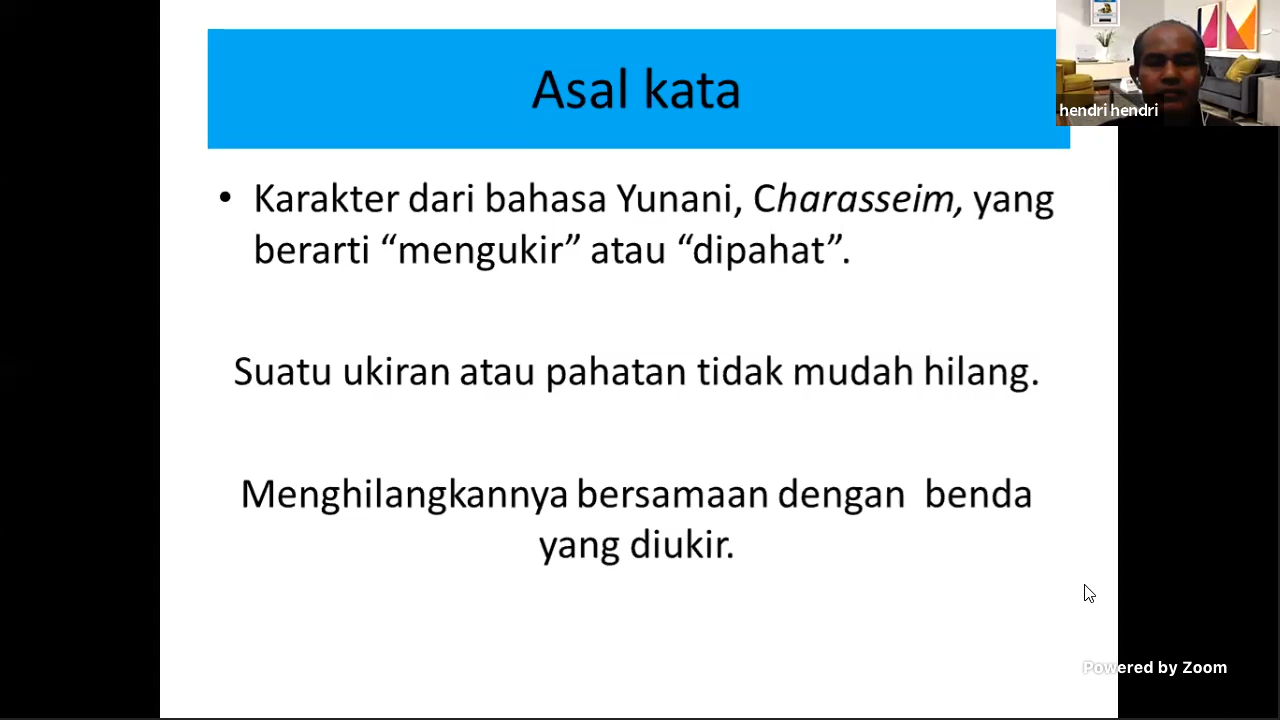 Asal kata
hendri hendri
• Karakter dari bahasa Yunani, Charasseim, yang
berarti “mengukir” atau “dipahat”.
Suatu ukiran atau pahatan tidak mudah hilang.
Menghilangkannya bersamaan dengan benda
yang diukir.
Powered by Zoom